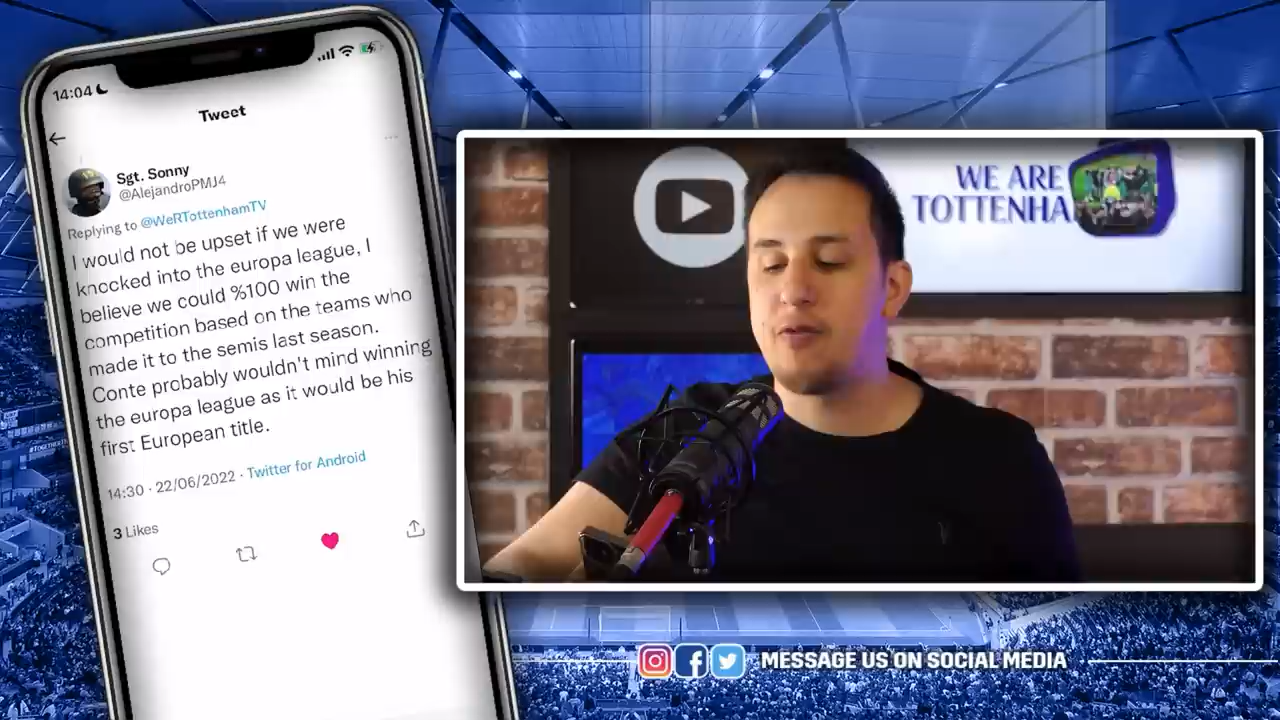 14:04
Tweet
Sgt. Sonny
@AlejandroPMJ4
Replying to @WeRTottenhamTV
I would not be upset if we were
knocked into the europa league, I
believe we could %100 win the
competition based on the teams who
made it to the semis last season.
Conte probably wouldn't mind winning
the europa league as it would be his
first European title.
14:30 · 22/06/2022 · Twitter for Android
3 Likes
WE ARE
TOTTENHA
MESSAGE US ON SOCIAL MEDIA